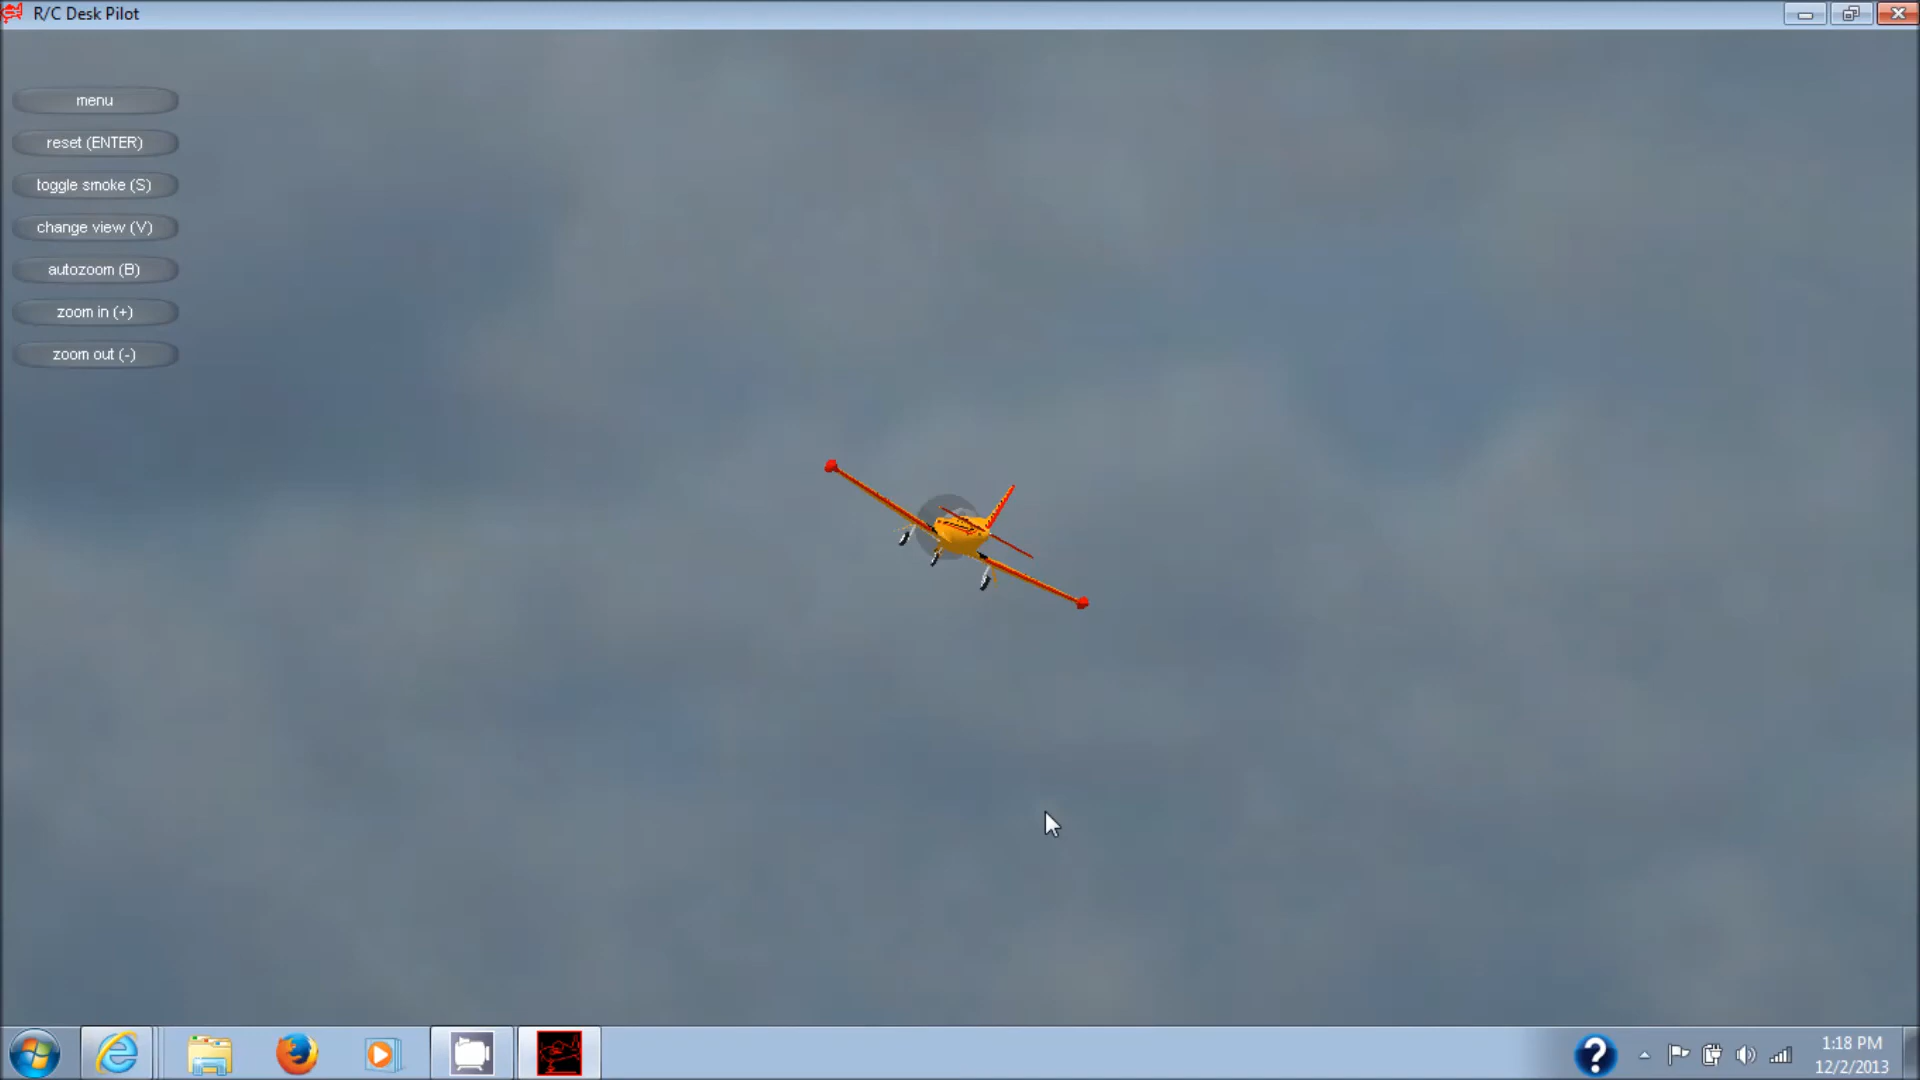 R/C Desk Pilot
menu
reset (ENTER)
toggle smoke (S)
change view (V)
autozoom (B)
zoom in (+)
zoom out (-)
1:18 PM
12/2/2013